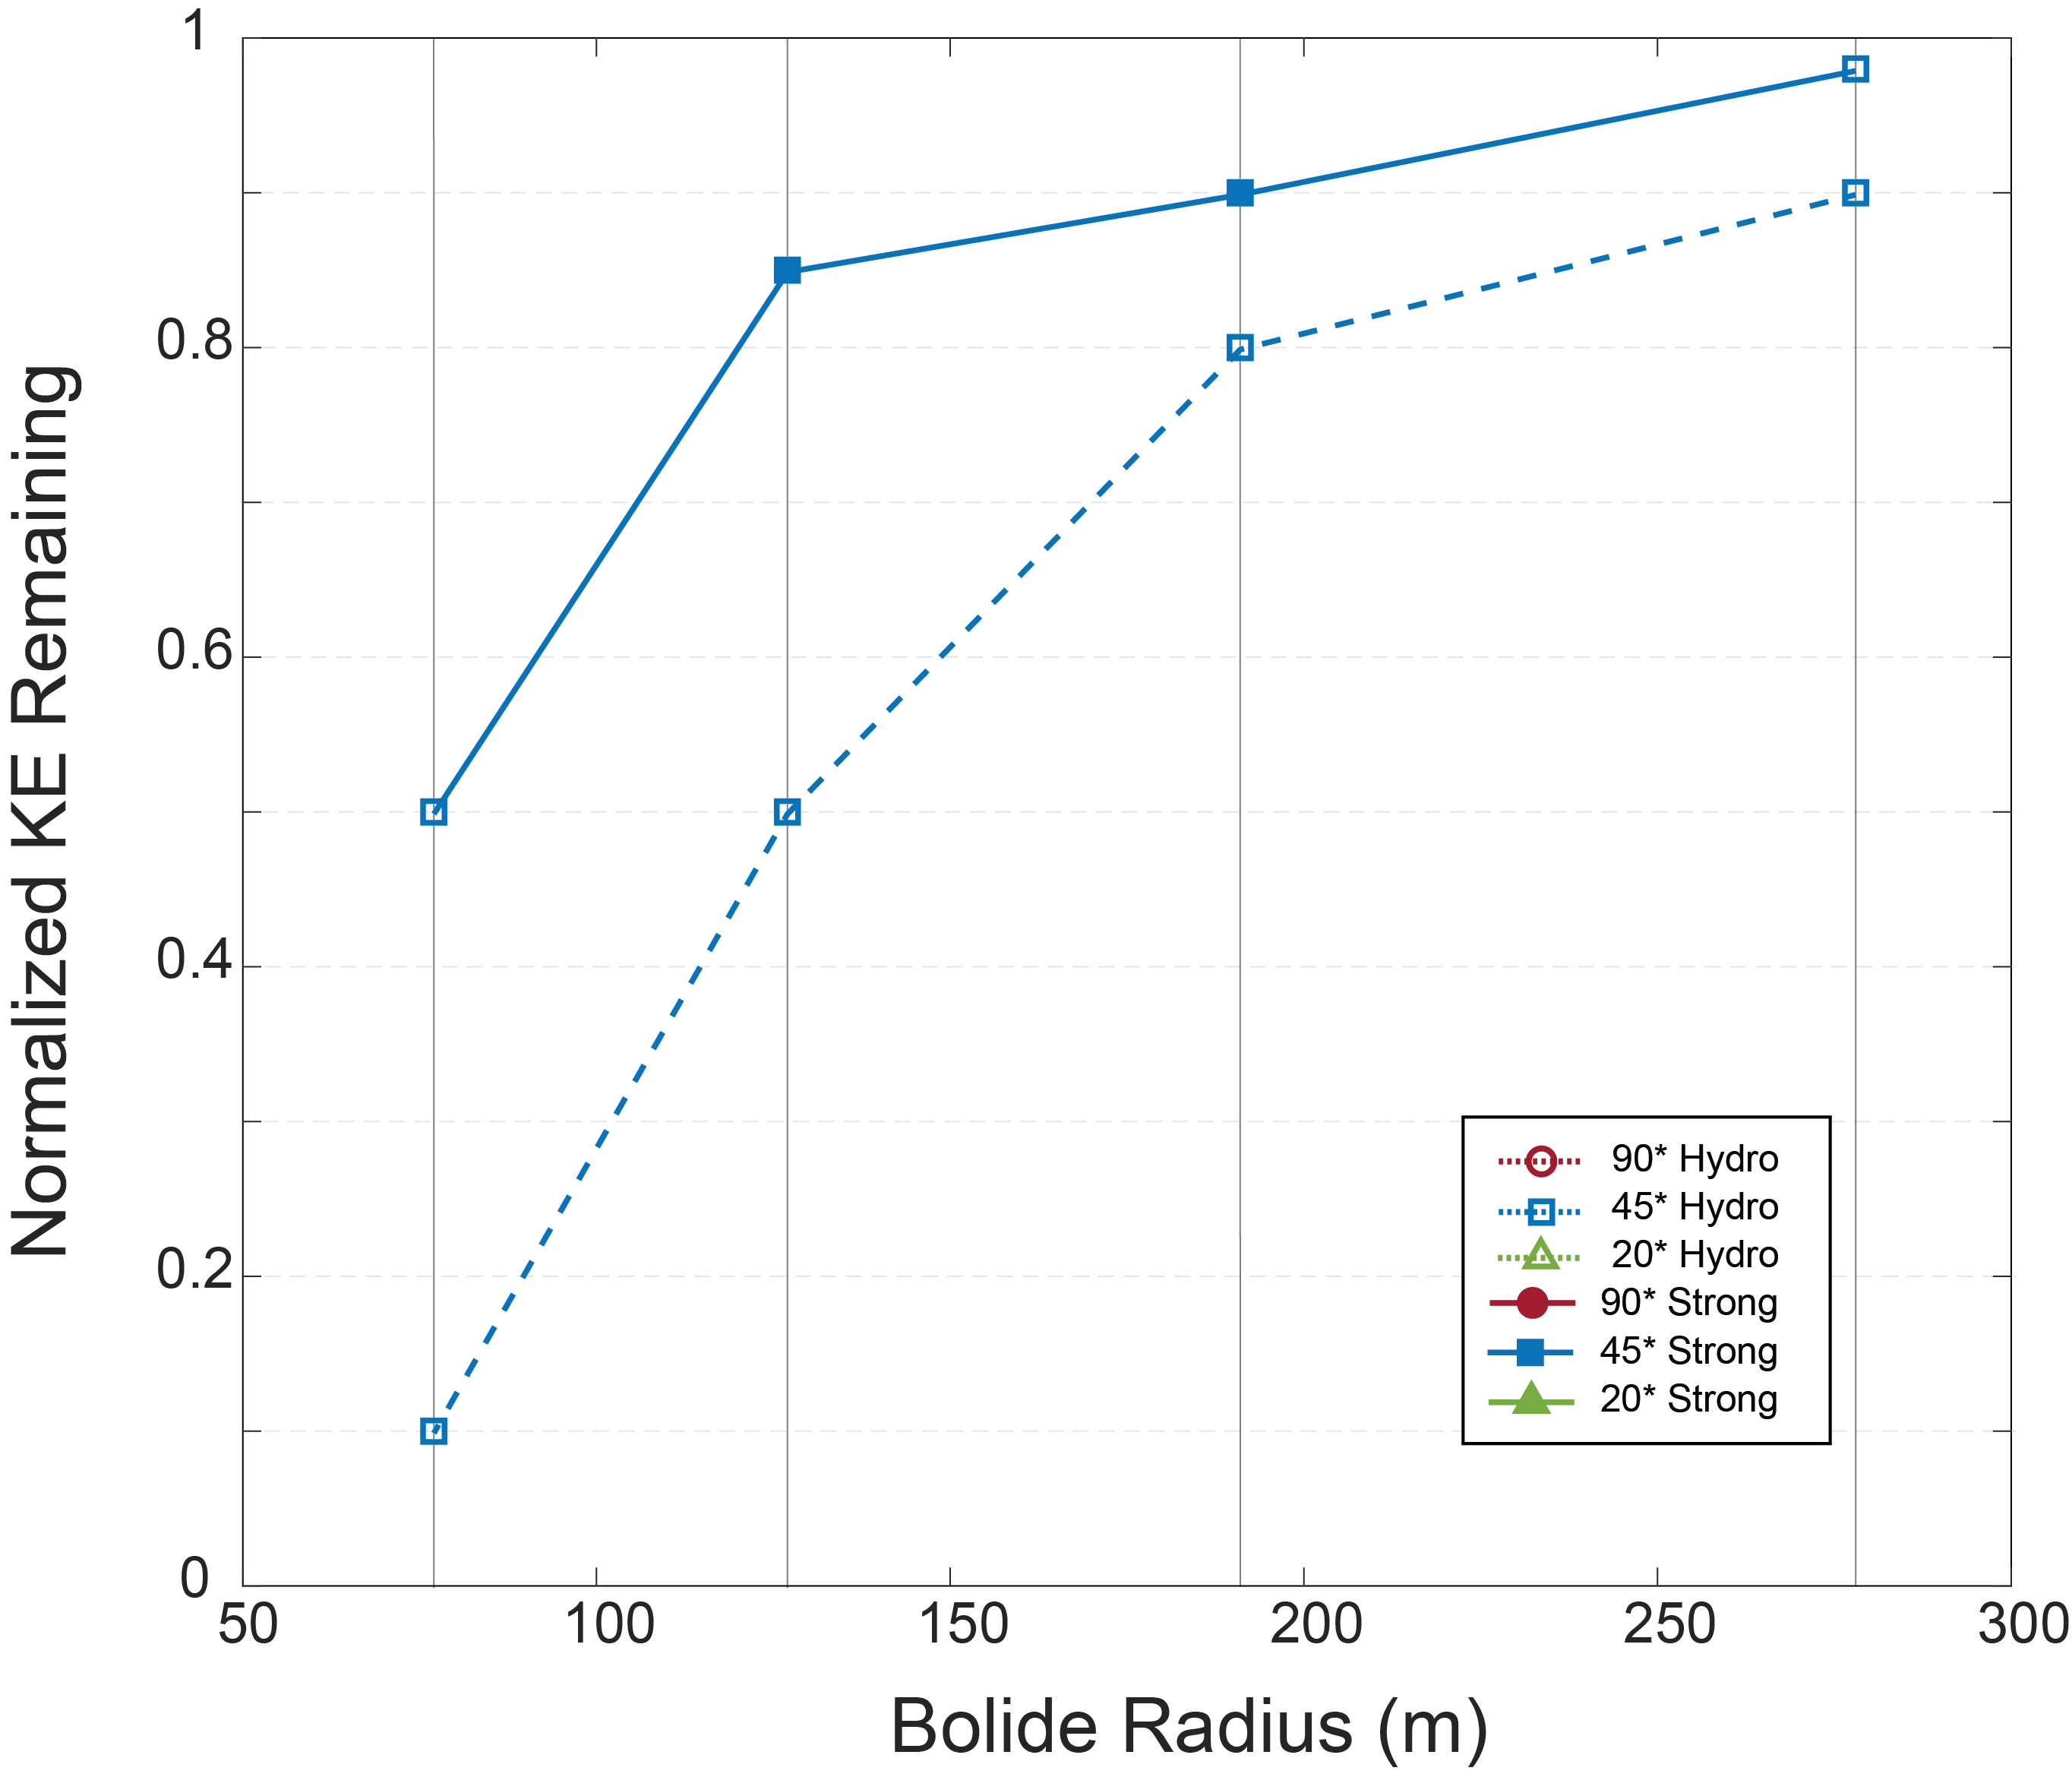 1
0.8
0.6
0.4
0.2
0
Normalized KE Remaining
90* Hydro
45* Hydro
20* Hydro
90* Strong
45* Strong
20* Strong
50 100 150 200 250 300
Bolide Radius (m)